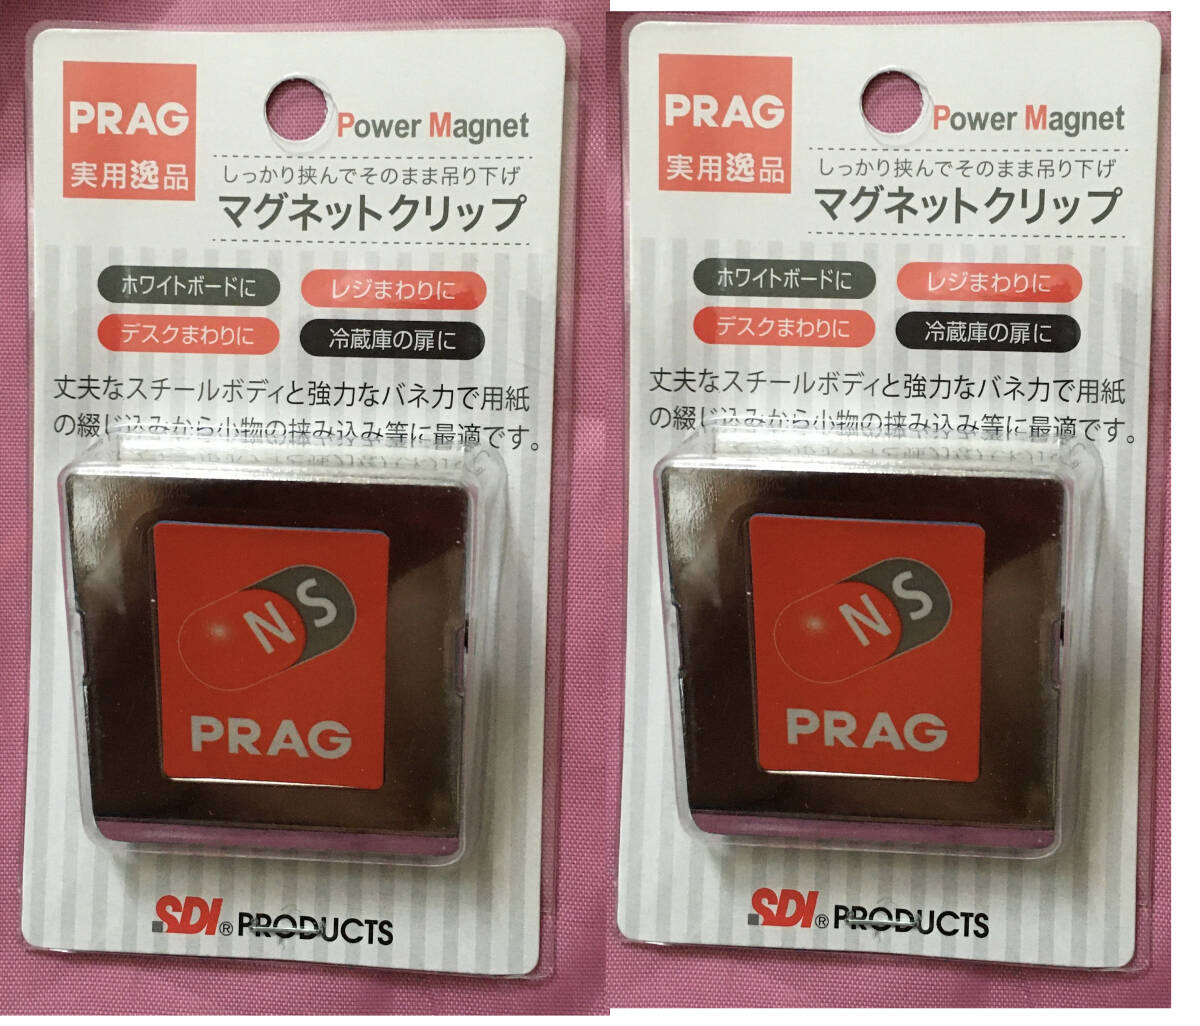 PRAG
実用逸品
Power Magnet
しっかり挟んでそのまま吊り下げ
マグネットクリップ
ホワイトボードに
レジまわりに
デスクまわりに
冷蔵庫の扉に
丈夫なスチールボディと強力なバネ力で用紙
の綴じ込みから小物の挟み込み等に最適です。
NS
PRAG
SDI® PRODUCTS
PRAG
実用逸品
Power Magnet
しっかり挟んでそのまま吊り下げ
マグネットクリップ
ホワイトボードに
レジまわりに
デスクまわりに
冷蔵庫の扉に
丈夫なスチールボディと強力なバネ力で用紙
の綴じ込みから小物の挟み込み等に最適です。
NS
PRAG
SDI® PRODUCTS